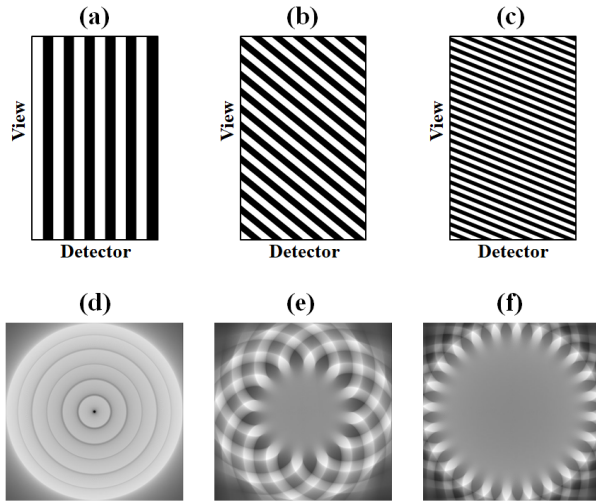 (a) (b) (c)
View View View
Detector Detector Detector
(d) (e) (f)